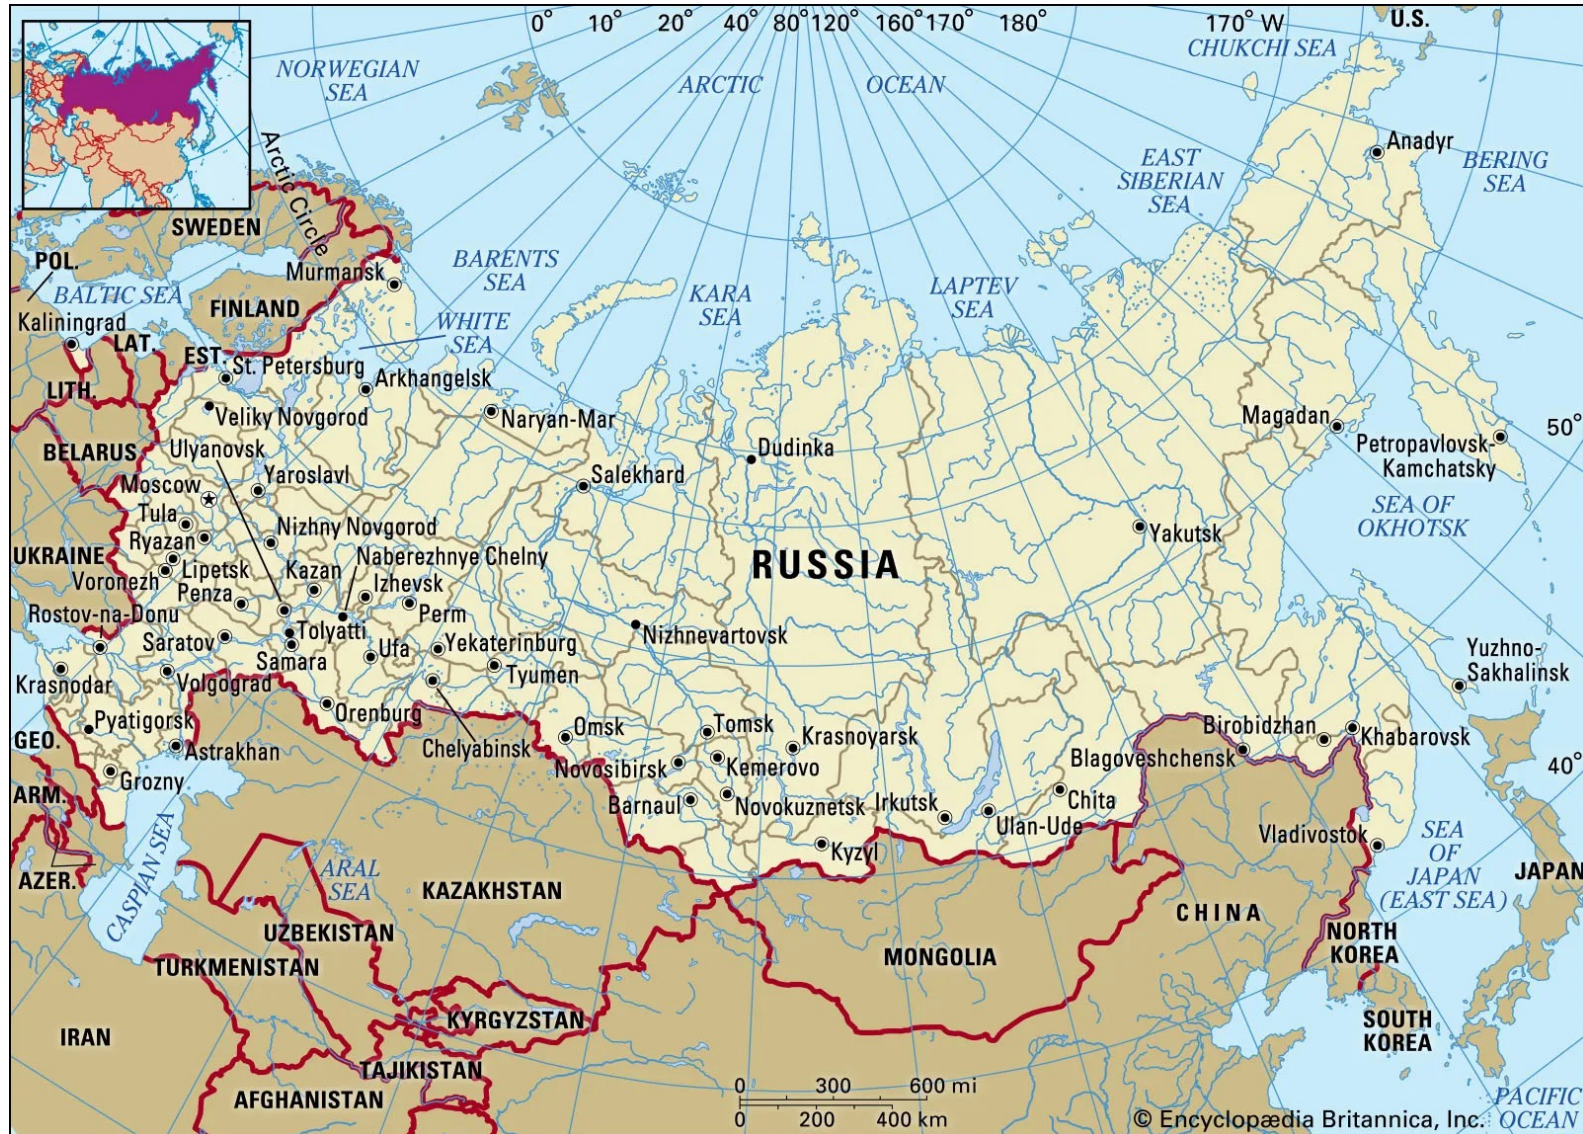 0° 10° 20° 40° 80° 120° 160° 170° 180° 170° W
U.S.
CHUKCHI SEA
NORWEGIAN
SEA
ARCTIC OCEAN
Arctic Circle
EAST
SIBERIAN
SEA
Anadyr
BERING
SEA
SWEDEN
POL.
BALTIC SEA
Murmansk
BARENTS
SEA
KARA
SEA
LAPTEV
SEA
FINLAND
Kaliningrad
WHITE
SEA
LAT.
EST.
St. Petersburg
LITH.
Arkhangelsk
Veliky Novgorod
Naryan-Mar
Magadan
50°
Petropavlovsk-
Kamchatsky
BELARUS
Ulyanovsk
Dudinka
Yaroslavl
Salekhard
Moscow
SEA OF
OKHOTSK
Tula
Nizhny Novgorod
Yakutsk
Ryazan
UKRAINE
Naberezhnye Chelny
RUSSIA
Lipetsk
Kazan
Izhevsk
Voronezh
Penza
Perm
Rostov-na-Donu
Tolyatti
Nizhnevartovsk
Saratov
Ufa
Yekaterinburg
Samara
Tyumen
Yuzhno-
Sakhalinsk
Krasnodar
Volgograd
Orenburg
Pyatigorsk
Omsk
Tomsk
Krasnoyarsk
Birobidzhan
Khabarovsk
GEO.
Astrakhan
Chelyabinsk
Blagoveshchensk
Novosibirsk
Kemerovo
40°
Grozny
ARM.
Barnaul
Novokuznetsk
Irkutsk
Chita
Ulan-Ude
Vladivostok
SEA
OF
JAPAN
(EAST SEA)
Kyzyl
AZER.
CASPIAN SEA
ARAL
SEA
KAZAKHSTAN
JAPAN
CHINA
UZBEKISTAN
NORTH
KOREA
TURKMENISTAN
MONGOLIA
IRAN
KYRGYZSTAN
SOUTH
KOREA
TAJIKISTAN
AFGHANISTAN
0 300 600 mi
0 200 400 km
PACIFIC
OCEAN
© Encyclopædia Britannica, Inc.